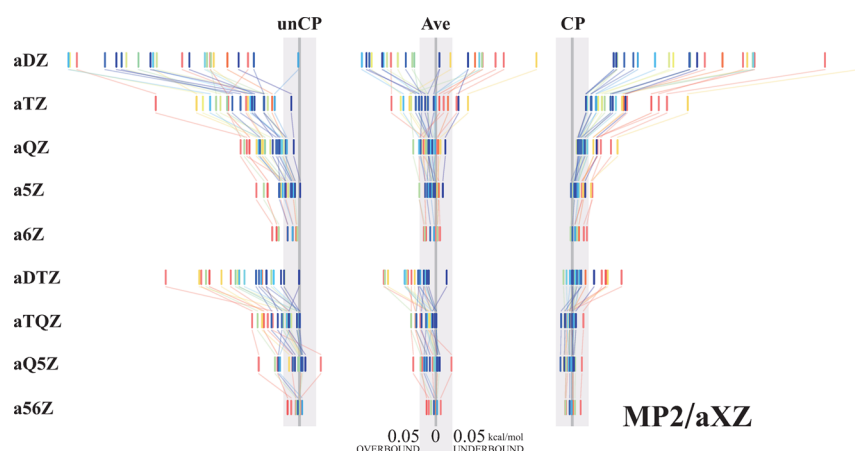 unCP Ave CP
aDZ
aTZ
aQZ
a5Z
a6Z
aDTZ
aTQZ
aQ5Z
a56Z
MP2/aXZ
0.05 0 0.05 kcal/mol
OVERBOUND UNDERBOUND